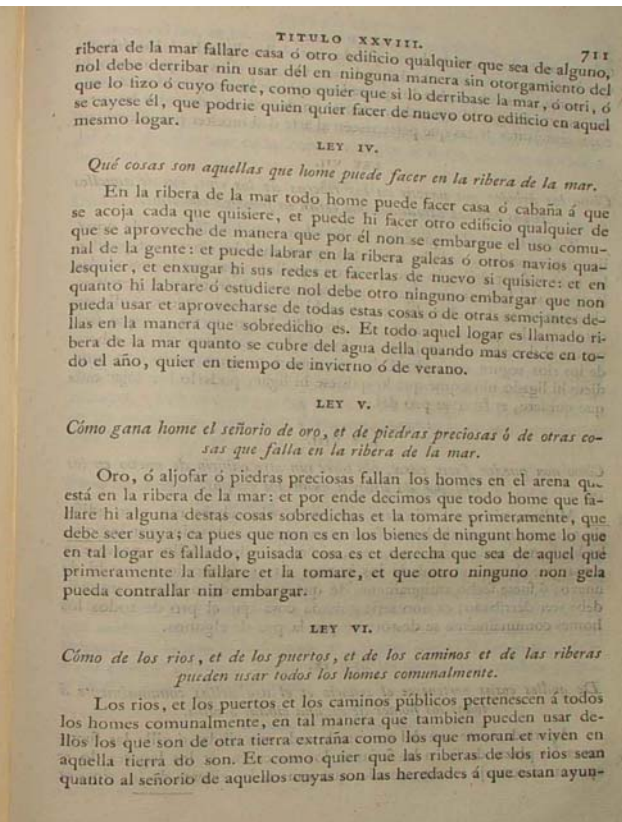 TITULO XXVIII. 711
ribera de la mar fallare casa ó otro edificio qualquier que sea de alguno,
nol debe derribar nin usar dél en ninguna manera sin otorgamiento del
que lo fizo ó cuyo fuere, como quier que si lo derribase la mar, ó otri, ó
se cayese él, que podrie quien quier facer de nuevo otro edificio en aquel
mesmo logar.
LEY IV.
Qué cosas son aquellas que home puede facer en la ribera de la mar.
En la ribera de la mar todo home puede facer casa ó cabaña á que
se acoja cada que quisiere, et puede hi facer otro edificio qualquier de
que se aproveche de manera que por él non se embargue el uso comu-
nal de la gente: et puede labrar en la ribera galeas ó otros navios qua-
lesquier, et enxugar hi sus redes et facerlas de nuevo si quisiere: et en
quanto hi labrare ó estudiere nol debe otro ninguno embargar que non
pueda usar et aprovecharse de todas estas cosas ó de otras semejantes de-
llas en la manera que sobredicho es. Et todo aquel logar es llamado ri-
bera de la mar quanto se cubre del agua della quando mas cresce en to-
do el año, quier en tiempo de invierno ó de verano.
LEY V.
Cómo gana home el señorio de oro, et de piedras preciosas ó de otras co-
sas que falla en la ribera de la mar.
Oro, ó aljofar ó piedras preciosas fallan los homes en el arena que
está en la ribera de la mar: et por ende decimos que todo home que fa-
llare hi alguna destas cosas sobredichas et la tomare primeramente, que
debe seer suya; ca pues que non es en los bienes de ningunt home lo que
en tal logar es fallado, guisada cosa es et derecha que sea de aquel que
primeramente la fallare et la tomare, et que otro ninguno non gela
pueda contrallar nin embargar.
LEY VI.
Cómo de los rios, et de los puertos, et de los caminos et de las riberas
pueden usar todos los homes comunalmente.
Los rios, et los puertos et los caminos públicos pertenescen á todos
los homes comunalmente, en tal manera que tambien pueden usar de-
llos los que son de otra tierra extraña como los que moran et viven en
aquella tierra do son. Et como quier que las riberas de los rios sean
quanto al señorio de aquellos cuyas son las heredades á que estan ayun-